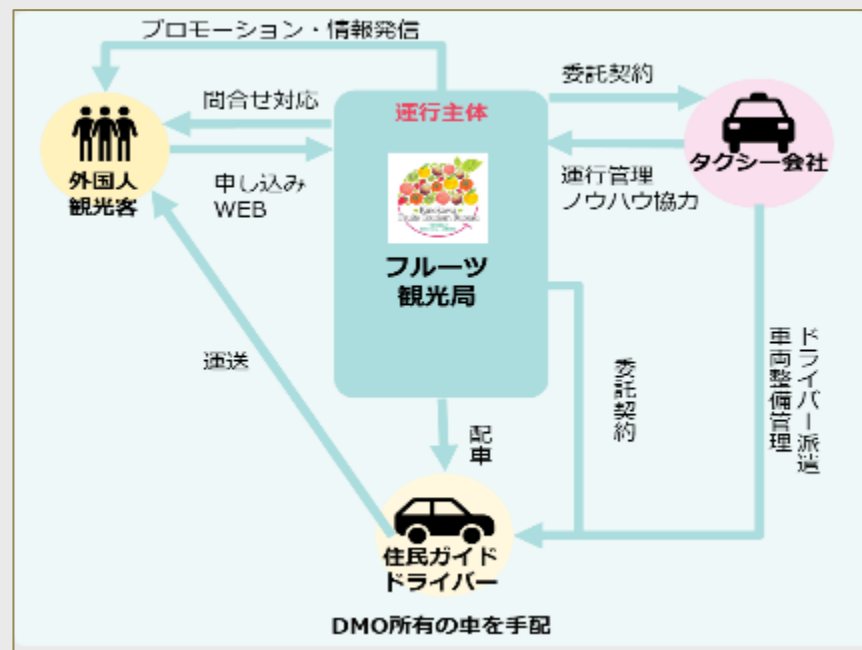 プロモーション・情報発信
問合せ対応
委託契約
運行主体
外国人
観光客
申し込み
WEB
タクシー会社
運行管理
ノウハウ協力
フルーツ
観光局
運送
配車
委託契約
ドライバー派遣
車両整備管理
住民ガイド
ドライバー
DMO所有の車を手配